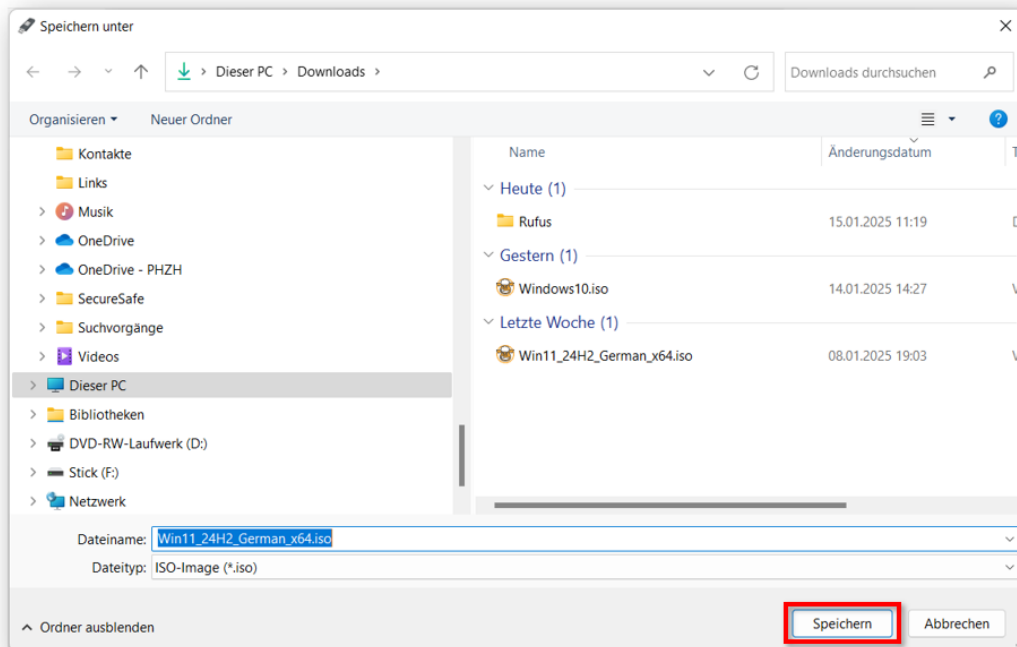 Speichern unter
Dieser PC > Downloads >
Downloads durchsuchen
Organisieren
Neuer Ordner
Kontakte
Links
Musik
OneDrive
OneDrive - PHZH
SecureSafe
Suchvorgänge
Videos
Dieser PC
Bibliotheken
DVD-RW-Laufwerk (D:)
Stick (F:)
Netzwerk
Name Änderungsdatum
Heute (1)
Rufus 15.01.2025 11:19
Gestern (1)
Windows10.iso 14.01.2025 14:27
Letzte Woche (1)
Win11_24H2_German_x64.iso 08.01.2025 19:03
Dateiname: Win11_24H2_German_x64.iso
Dateityp: ISO-Image (*.iso)
Ordner ausblenden
Speichern
Abbrechen